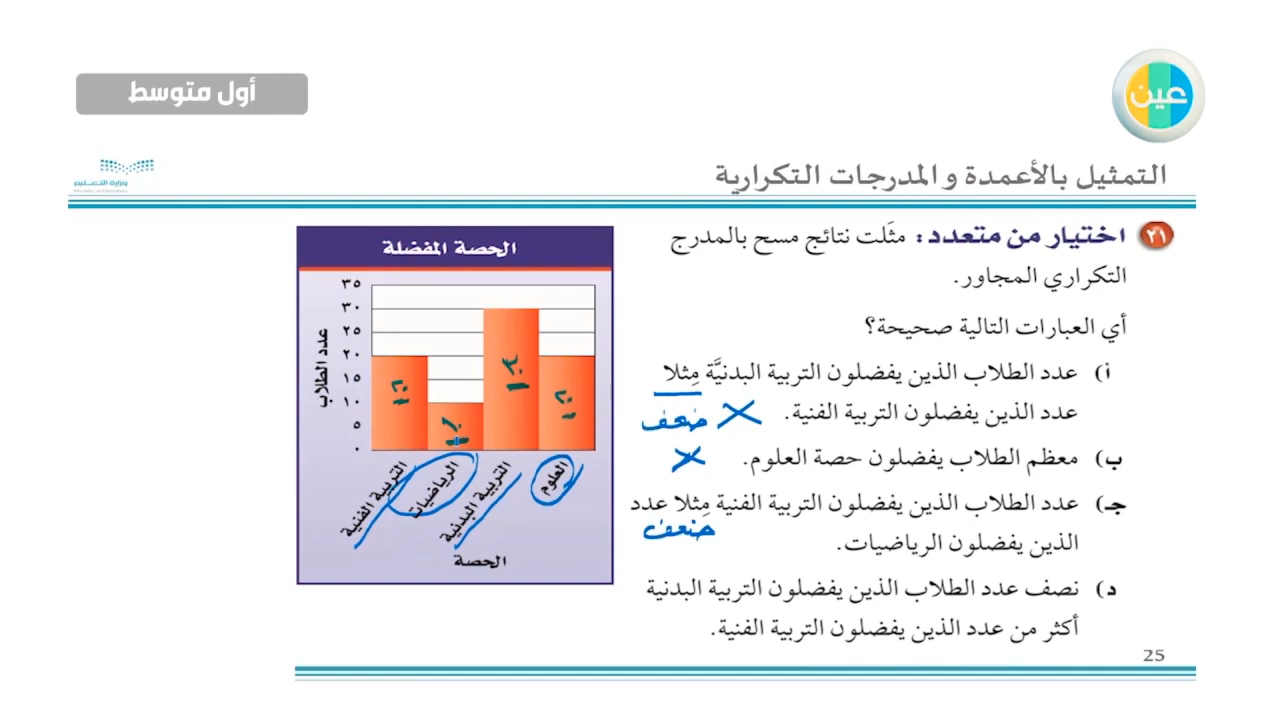 أول متوسط
عين
وزارة التعليم
Ministry of Education
التمثيل بالأعمدة والمدرجات التكرارية
٢١ اختيار من متعدد: مثَلت نتائج مسح بالمدرج
التكراري المجاور.
أي العبارات التالية صحيحة؟
أ) عدد الطلاب الذين يفضلون التربية البدنيَّة مِثلا
عدد الذين يفضلون التربية الفنية.
ضعف
ب) معظم الطلاب يفضلون حصة العلوم.
جـ) عدد الطلاب الذين يفضلون التربية الفنية مِثلا عدد
ضعف
الذين يفضلون الرياضيات.
د) نصف عدد الطلاب الذين يفضلون التربية البدنية
أكثر من عدد الذين يفضلون التربية الفنية.
الحصة المفضلة
عدد الطلاب
٣٥
٣٠
٢٥
٢٠
١٥
١٠
٥
٠
التربية الفنية
الرياضيات
التربية البدنية
العلوم
الحصة
25